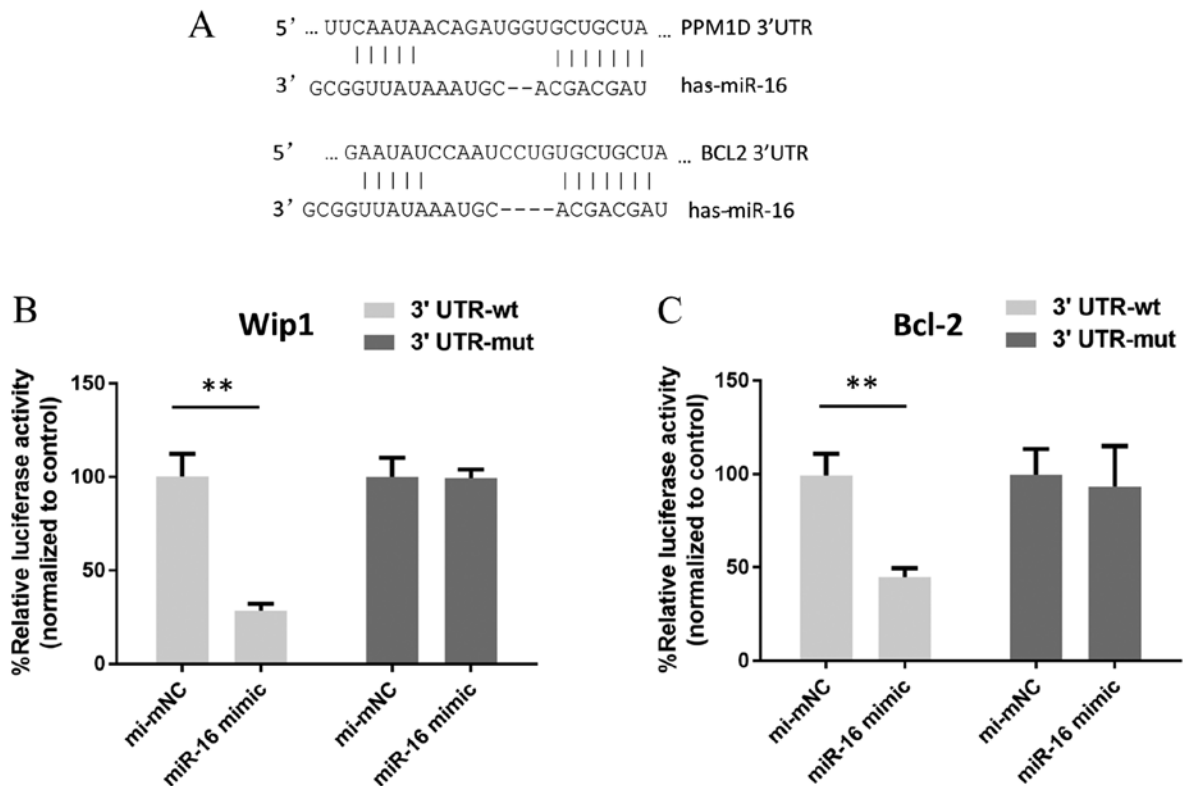 A
5' ... UUCAAUAACAGAUGGUGCUGCUA ... PPM1D 3'UTR
| | | | | | | | | | | |
3' GCGGUUAUAAAUGC--ACGACGAU has-miR-16
5' ... GAAUAUCCAAUCCUGUGCUGCUA ... BCL2 3'UTR
| | | | | | | | | | | |
3' GCGGUUAUAAAUGC----ACGACGAU has-miR-16
B
Wip1
3' UTR-wt
3' UTR-mut
%Relative luciferase activity
(normalized to control)
150
100
50
0
**
mi-mNC
miR-16 mimic
mi-mNC
miR-16 mimic
C
Bcl-2
3' UTR-wt
3' UTR-mut
%Relative luciferase activity
(normalized to control)
150
100
50
0
**
mi-mNC
miR-16 mimic
mi-mNC
miR-16 mimic